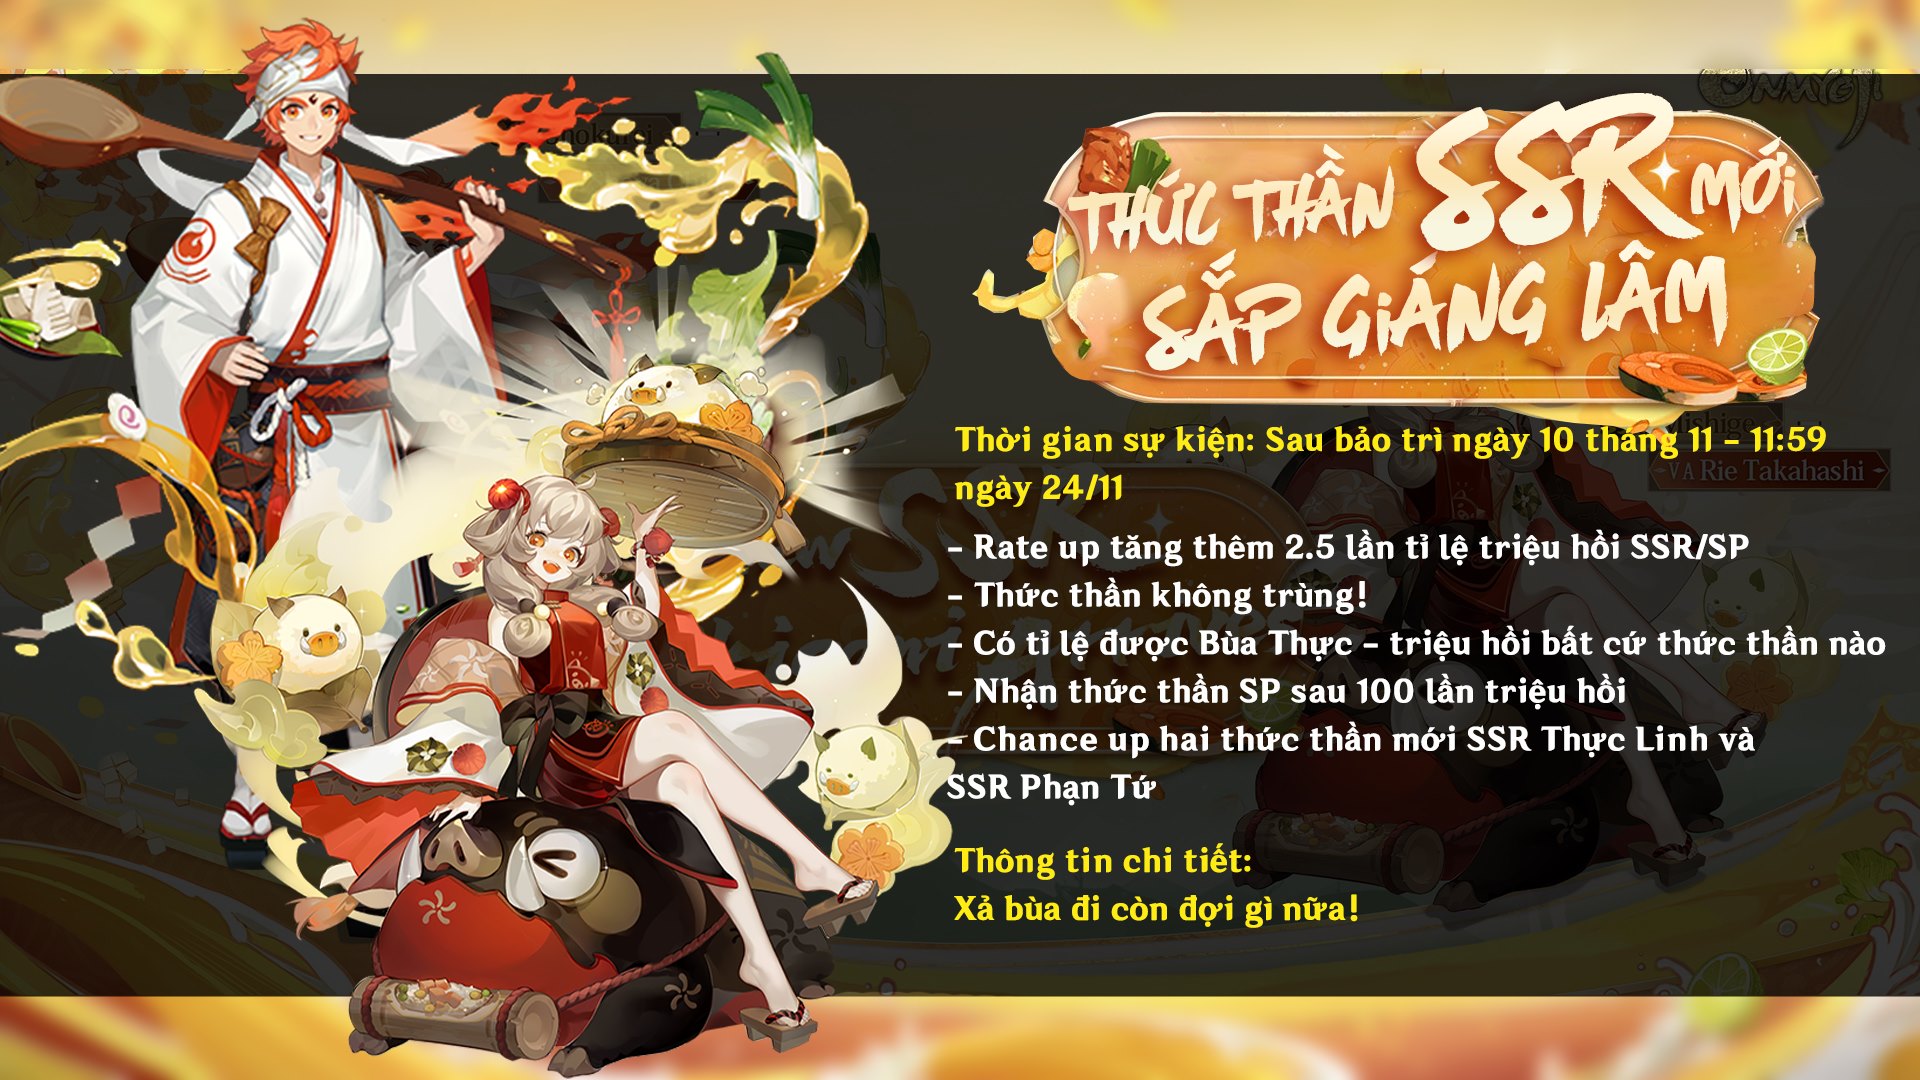 ONMYOJI
THỨC THẦN SSR MỚI
SẮP GIÁNG LÂM
Thời gian sự kiện: Sau bảo trì ngày 10 tháng 11 - 11:59
ngày 24/11
VA Rie Takahashi
- Rate up tăng thêm 2.5 lần tỉ lệ triệu hồi SSR/SP
- Thức thần không trùng!
- Có tỉ lệ được Bùa Thực - triệu hồi bất cứ thức thần nào
- Nhận thức thần SP sau 100 lần triệu hồi
- Chance up hai thức thần mới SSR Thực Linh và
SSR Phạn Tứ
Thông tin chi tiết:
Xả bùa đi còn đợi gì nữa!